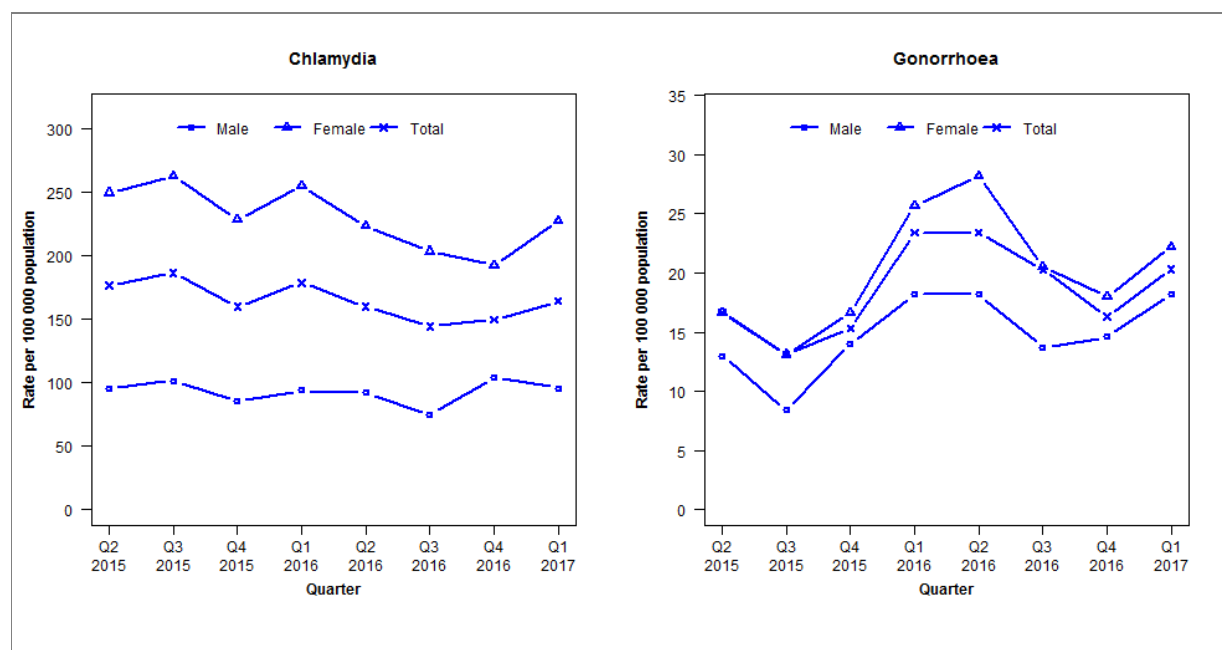 Chlamydia
Male Female Total
Rate per 100 000 population
300
250
200
150
100
50
0
Q2 Q3 Q4 Q1 Q2 Q3 Q4 Q1
2015 2015 2015 2016 2016 2016 2016 2017
Quarter
Gonorrhoea
Male Female Total
Rate per 100 000 population
35
30
25
20
15
10
5
0
Q2 Q3 Q4 Q1 Q2 Q3 Q4 Q1
2015 2015 2015 2016 2016 2016 2016 2017
Quarter